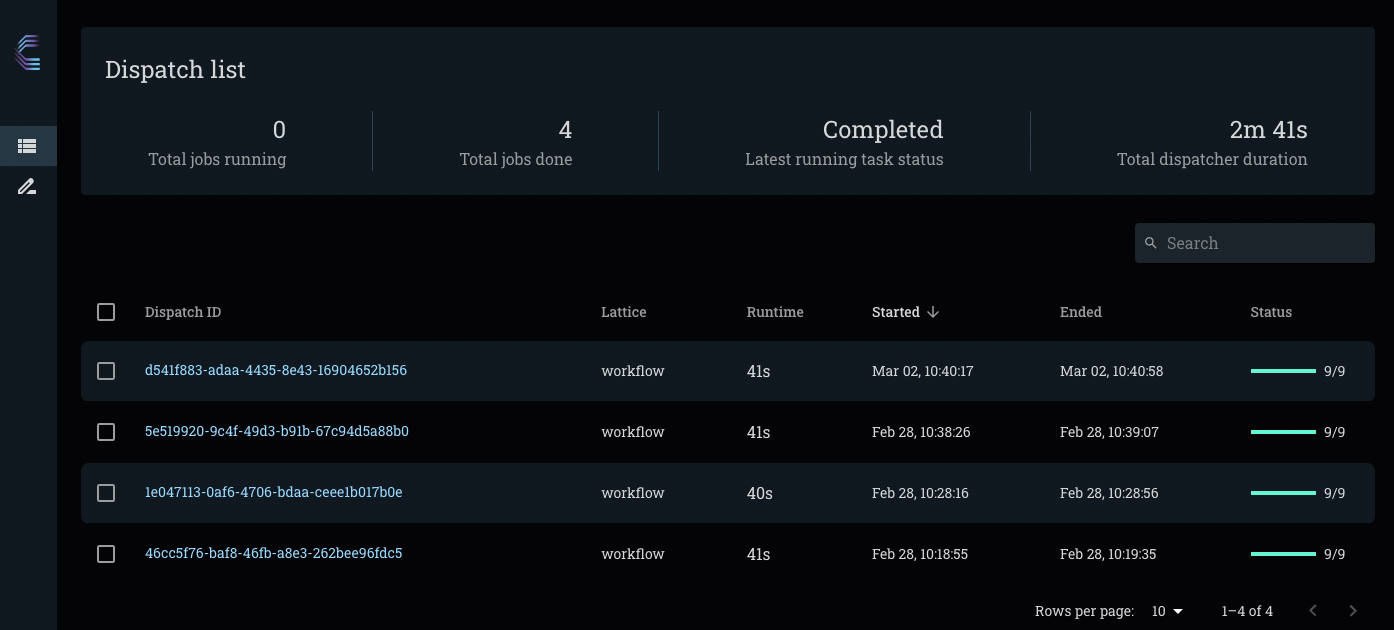 Dispatch list
0 4 Completed 2m 41s
Total jobs running Total jobs done Latest running task status Total dispatcher duration
Search
Dispatch ID Lattice Runtime Started Ended Status
d541f883-adaa-4435-8e43-16904652b156 workflow 41s Mar 02, 10:40:17 Mar 02, 10:40:58 9/9
5e519920-9c4f-49d3-b91b-67c94d5a88b0 workflow 41s Feb 28, 10:38:26 Feb 28, 10:39:07 9/9
1e047113-0af6-4706-bdaa-ceee1b017b0e workflow 40s Feb 28, 10:28:16 Feb 28, 10:28:56 9/9
46cc5f76-baf8-46fb-a8e3-262bee96fdc5 workflow 41s Feb 28, 10:18:55 Feb 28, 10:19:35 9/9
Rows per page: 10 1–4 of 4